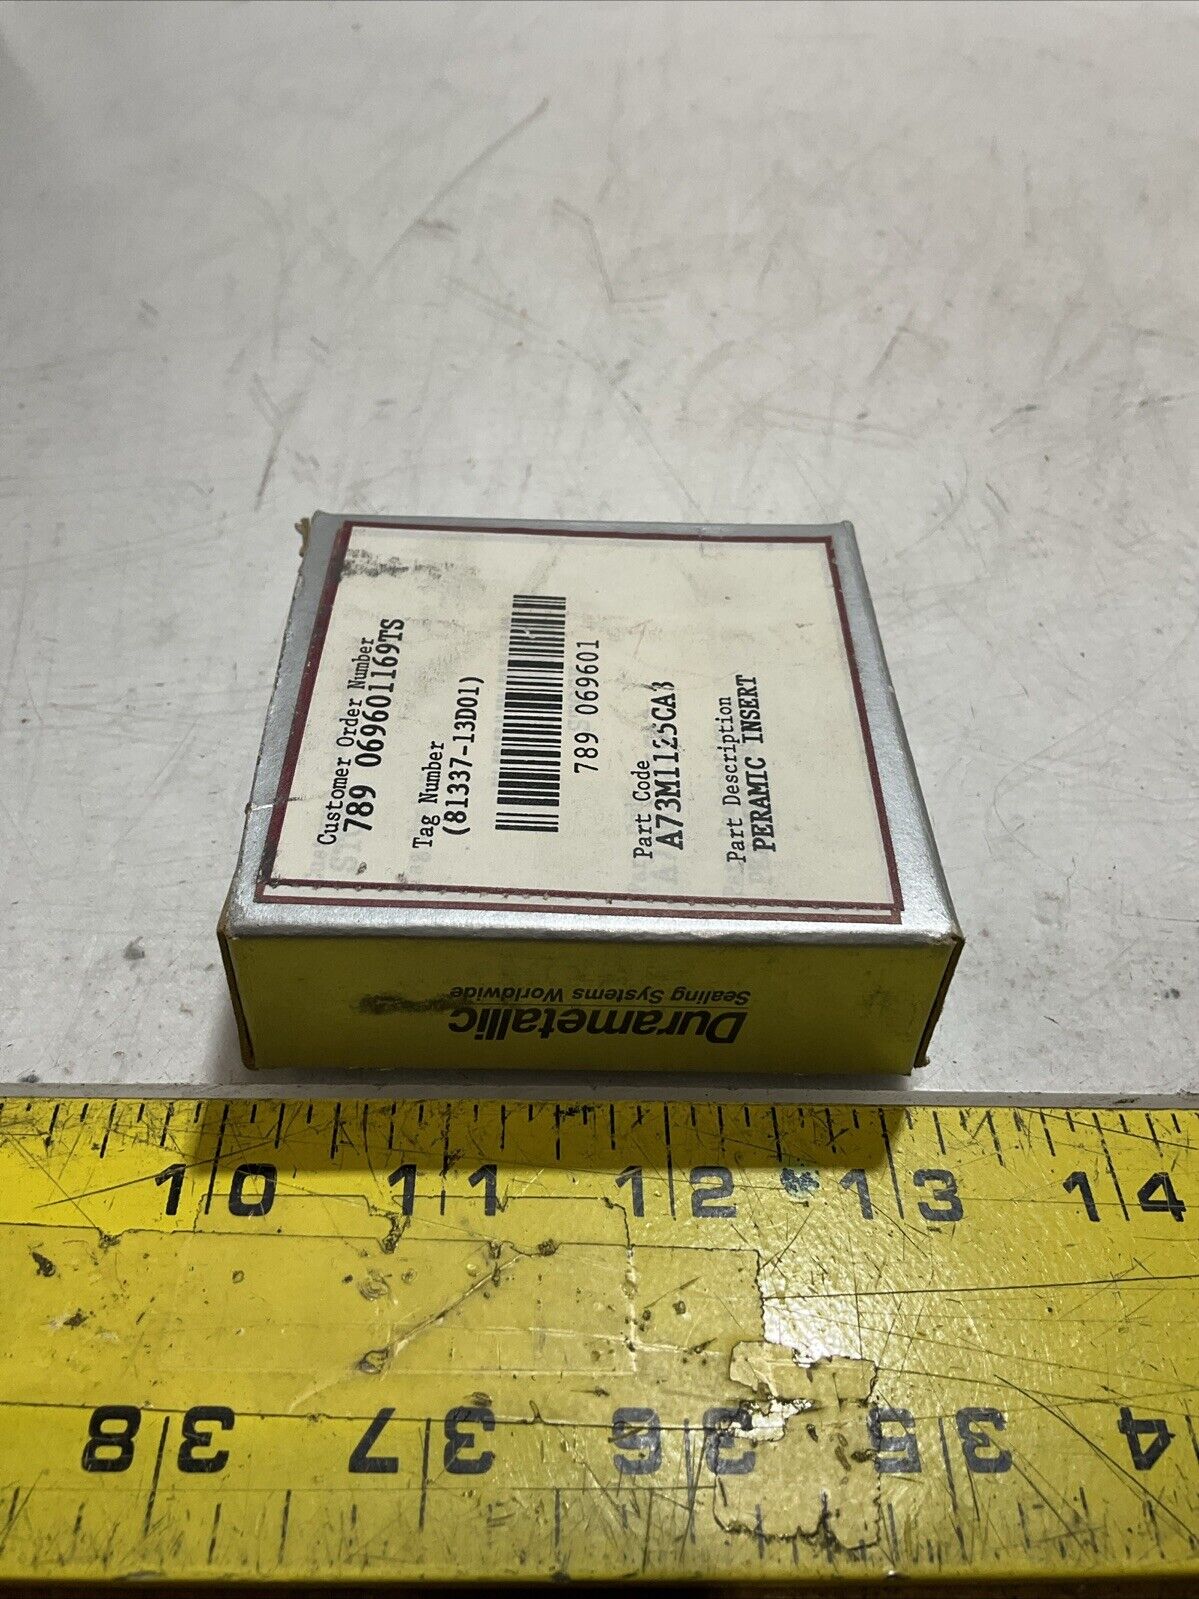 Customer Order Number
789 069601169TS
Tag Number
(81337-13D01)
789 069601
Part Code
A73M1125CA3
Part Description
PERAMIC INSERT
Durametallic
Sealing Systems Worldwide
10 11 12 13 14
38 37 36 35 34